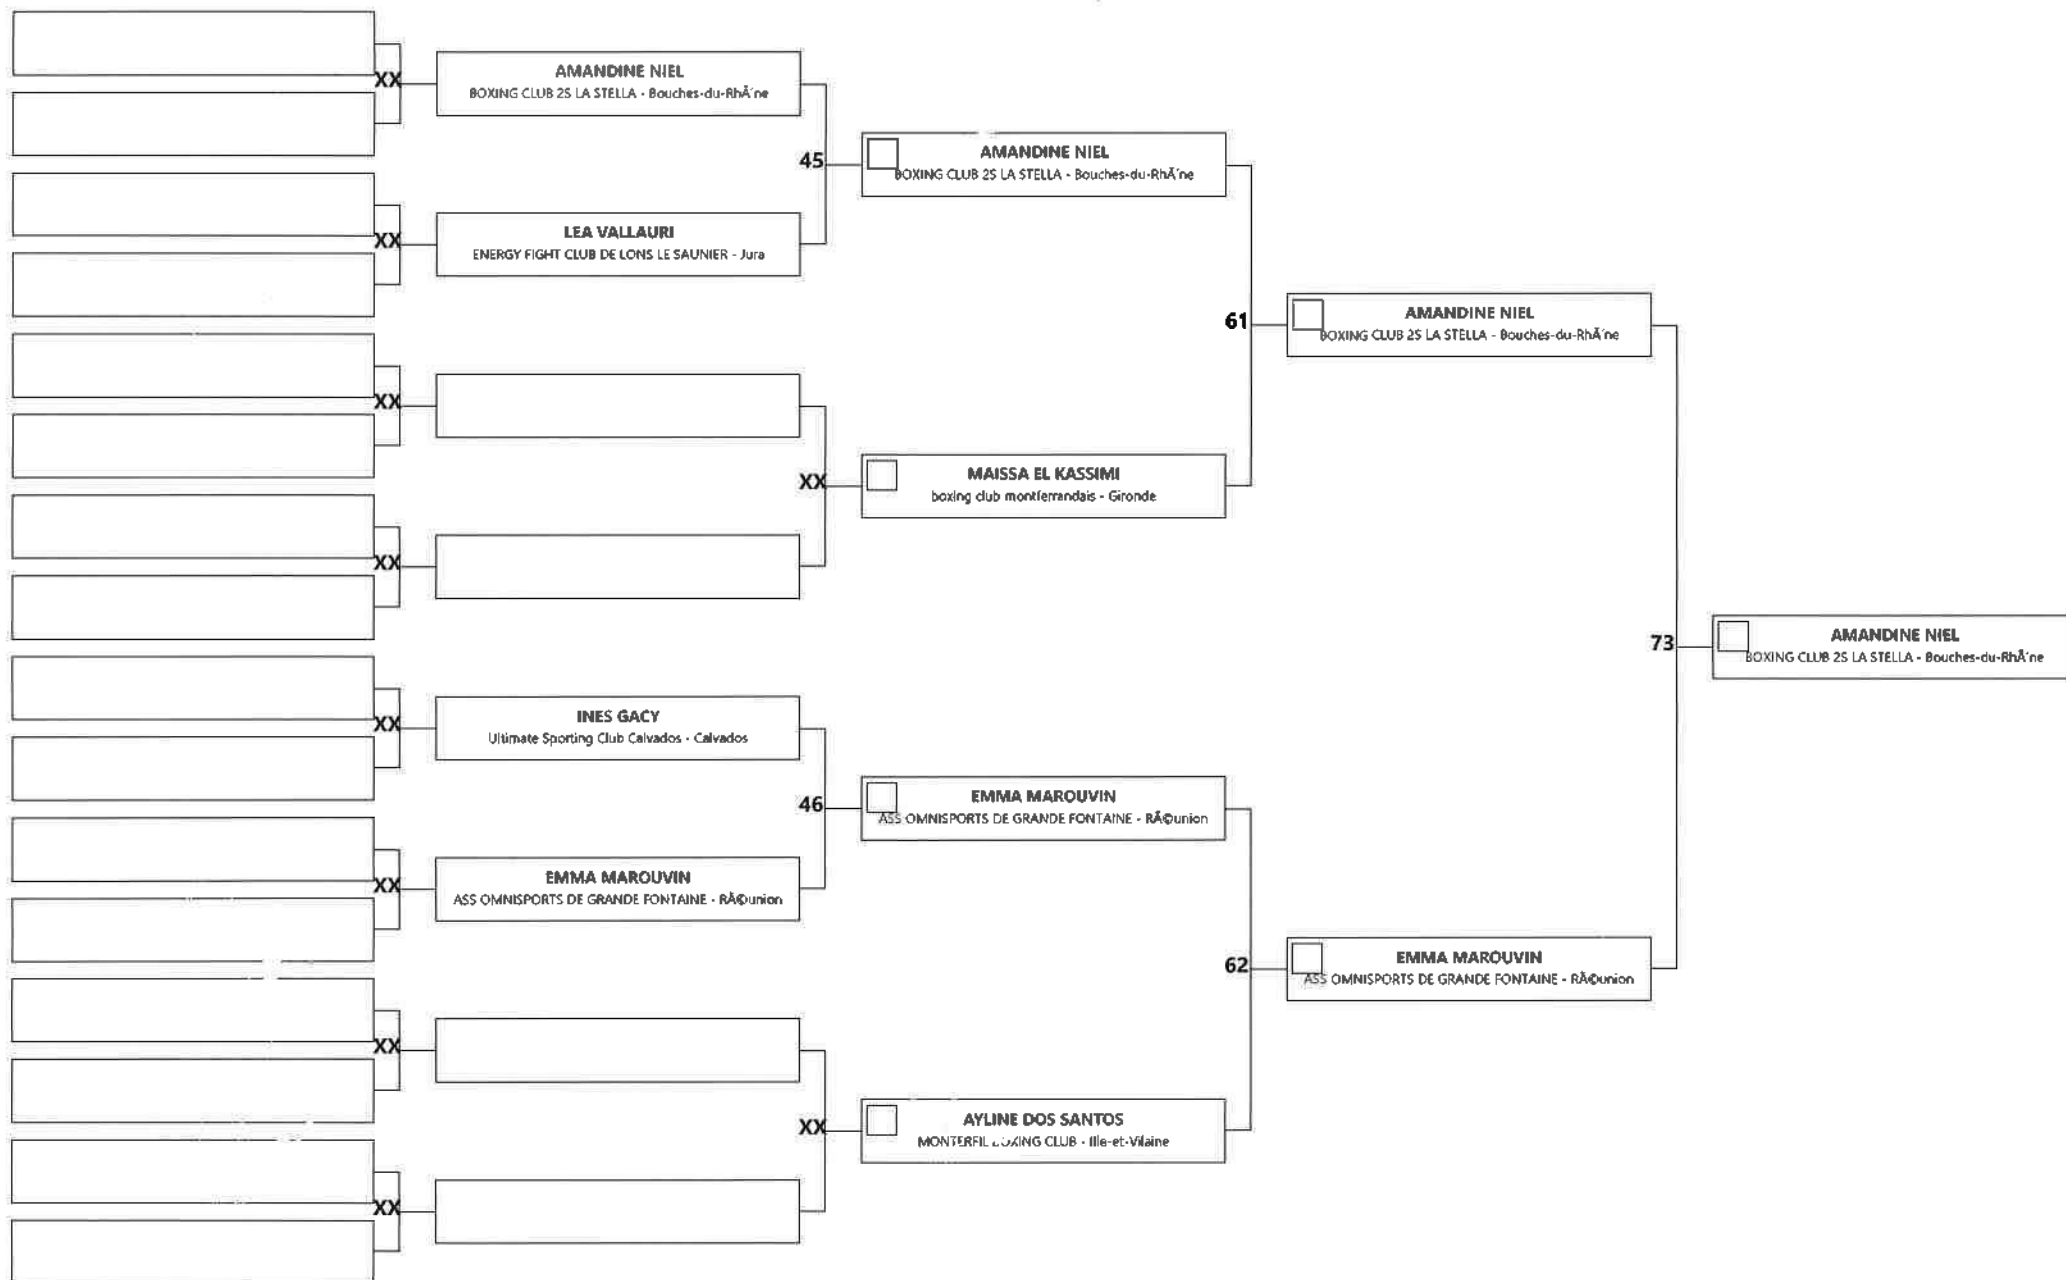 XX
AMANDINE NIEL
BOXING CLUB 2S LA STELLA - Bouches-du-RhÃ´ne
45
AMANDINE NIEL
BOXING CLUB 2S LA STELLA - Bouches-du-RhÃ´ne
XX
LEA VALLAURI
ENERGY FIGHT CLUB DE LONS LE SAUNIER - Jura
61
AMANDINE NIEL
BOXING CLUB 2S LA STELLA - Bouches-du-RhÃ´ne
XX
XX
MAISSA EL KASSIMI
boxing club montferrandais - Gironde
XX
73
AMANDINE NIEL
BOXING CLUB 2S LA STELLA - Bouches-du-RhÃ´ne
XX
INES GACY
Ultimate Sporting Club Calvados - Calvados
46
EMMA MAROUVIN
ASS OMNISPORTS DE GRANDE FONTAINE - RÃ©union
XX
EMMA MAROUVIN
ASS OMNISPORTS DE GRANDE FONTAINE - RÃ©union
62
EMMA MAROUVIN
ASS OMNISPORTS DE GRANDE FONTAINE - RÃ©union
XX
XX
AYLINE DOS SANTOS
MONTERFIL BOXING CLUB - Ille-et-Vilaine
XX